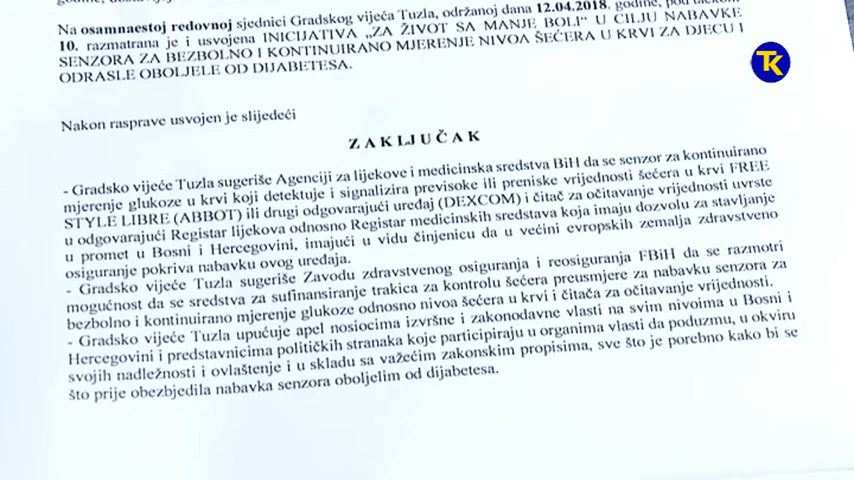 godine, 
Na osamnaestoj redovnoj sjednici Gradskog vijeća Tuzla, održanoj dana 12.04.2018. godine, pod tačkom
10. razmatrana je i usvojena INICIJATIVA „ZA ŽIVOT SA MANJE BOLI“ U CILJU NABAVKE
SENZORA ZA BEZBOLNO I KONTINUIRANO MJERENJE NIVOA ŠEĆERA U KRVI ZA DJECU I
ODRASLE OBOLJELE OD DIJABETESA.
TK
Nakon rasprave usvojen je slijedeći
ZAKLJUČAK
- Gradsko vijeće Tuzla sugeriše Agenciji za lijekove i medicinska sredstva BiH da se senzor za kontinuirano
mjerenje glukoze u krvi koji detektuje i signalizira previsoke ili preniske vrijednosti šećera u krvi FREE
STYLE LIBRE (ABBOT) ili drugi odgovarajući uređaj (DEXCOM) i čitač za očitavanje vrijednosti uvrste
u odgovarajući Registar lijekova odnosno Registar medicinskih sredstava koja imaju dozvolu za stavljanje
u promet u Bosni i Hercegovini, imajući u vidu činjenicu da u većini evropskih zemalja zdravstveno
osiguranje pokriva nabavku ovog uređaja.
- Gradsko vijeće Tuzla sugeriše Zavodu zdravstvenog osiguranja i reosiguranja FBiH da se razmotri
mogućnost da se sredstva za sufinansiranje trakica za kontrolu šećera preusmjere za nabavku senzora za
bezbolno i kontinuirano mjerenje glukoze odnosno nivoa šećera u krvi i čitača za očitavanje vrijednosti.
- Gradsko vijeće Tuzla upućuje apel nosiocima izvršne i zakonodavne vlasti na svim nivoima u Bosni i
Hercegovini i predstavnicima političkih stranaka koje participiraju u organima vlasti da poduzmu, u okviru
svojih nadležnosti i ovlaštenje i u skladu sa važećim zakonskim propisima, sve što je porebno kako bi se
što prije obezbjedila nabavka senzora oboljelim od dijabetesa.